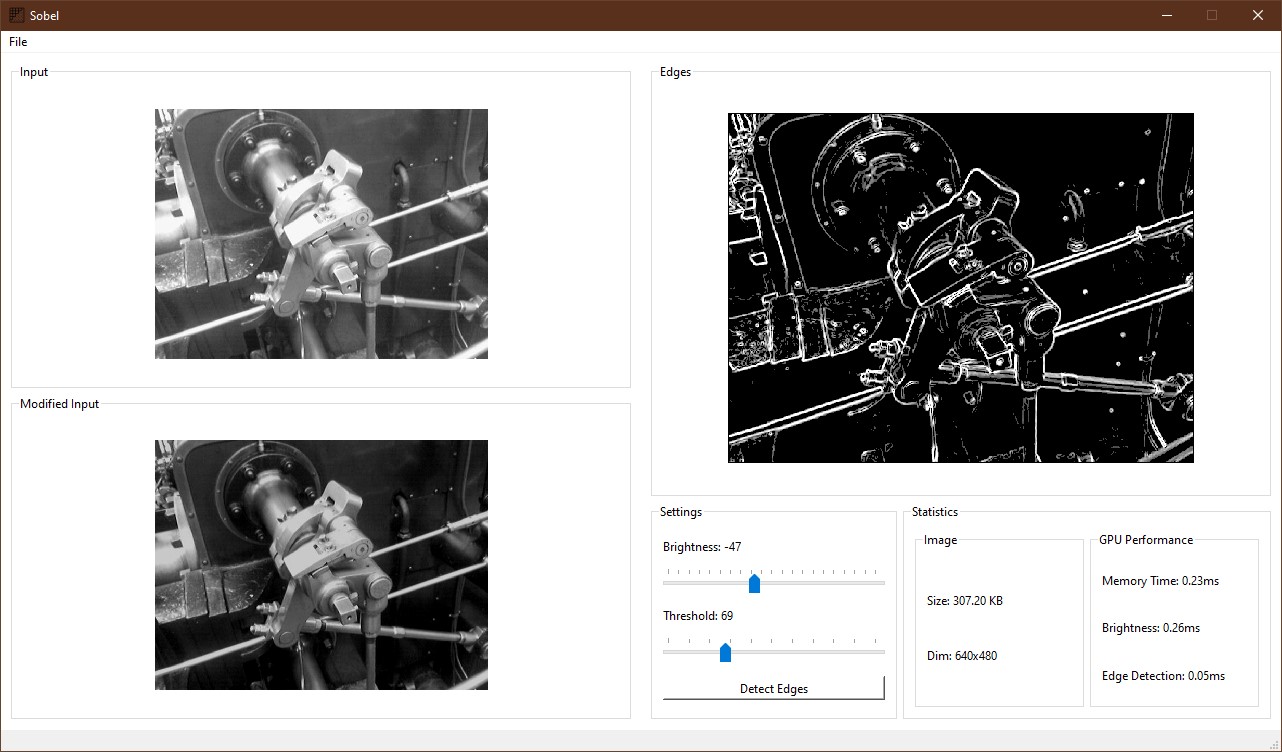 Sobel
File
Input
Modified Input
Edges
Settings
Brightness: -47
Threshold: 69
Detect Edges
Statistics
Image
Size: 307.20 KB
Dim: 640x480
GPU Performance
Memory Time: 0.23ms
Brightness: 0.26ms
Edge Detection: 0.05ms